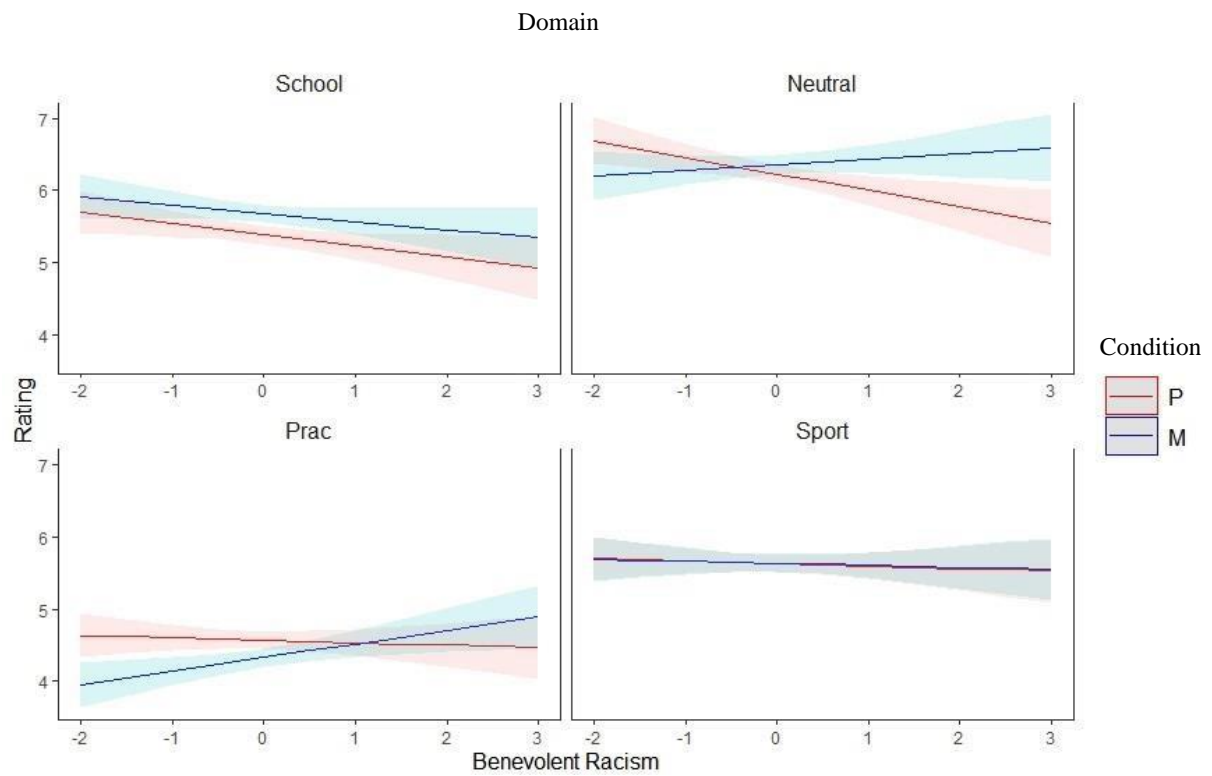 Domain
School
Neutral
7
6
5
4
-2 -1 0 1 2 3
-2 -1 0 1 2 3
Condition
P
M
Rating
Prac
Sport
7
6
5
4
-2 -1 0 1 2 3
-2 -1 0 1 2 3
Benevolent Racism